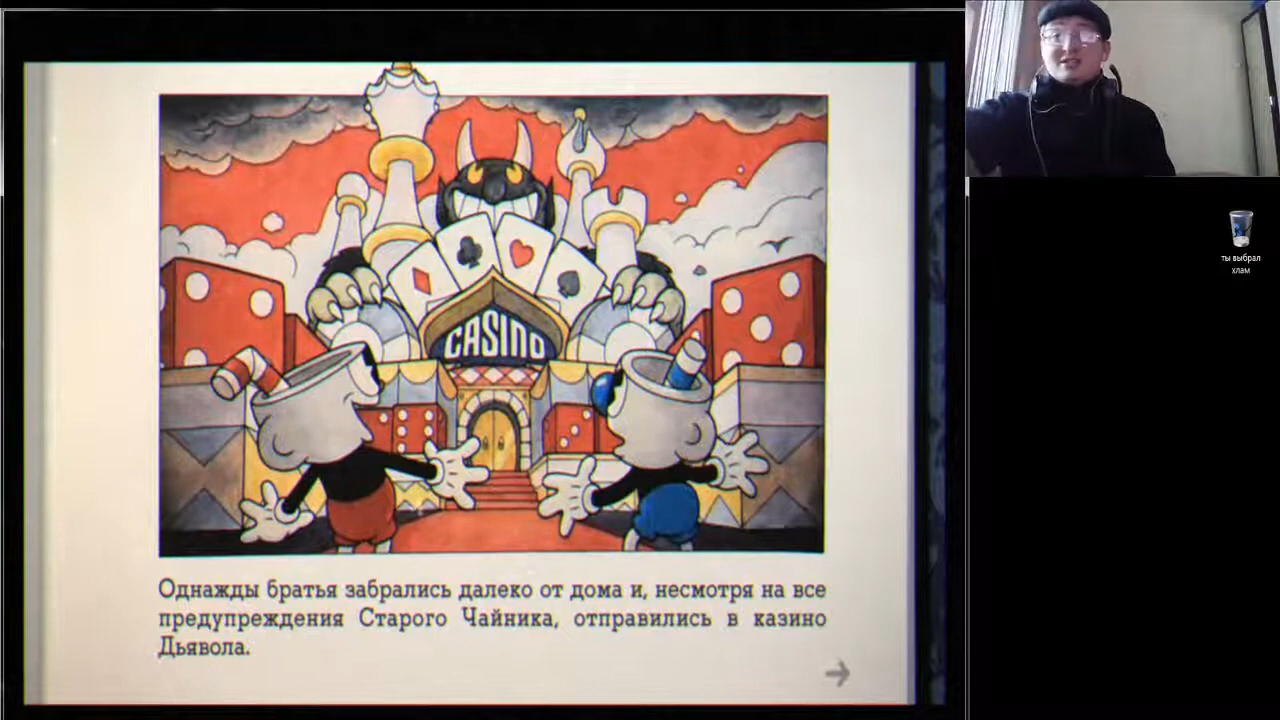 CASINO
Однажды братья забрались далеко от дома и, несмотря на все
предупреждения Старого Чайника, отправились в казино
Дьявола.
ты выбрал
хлам